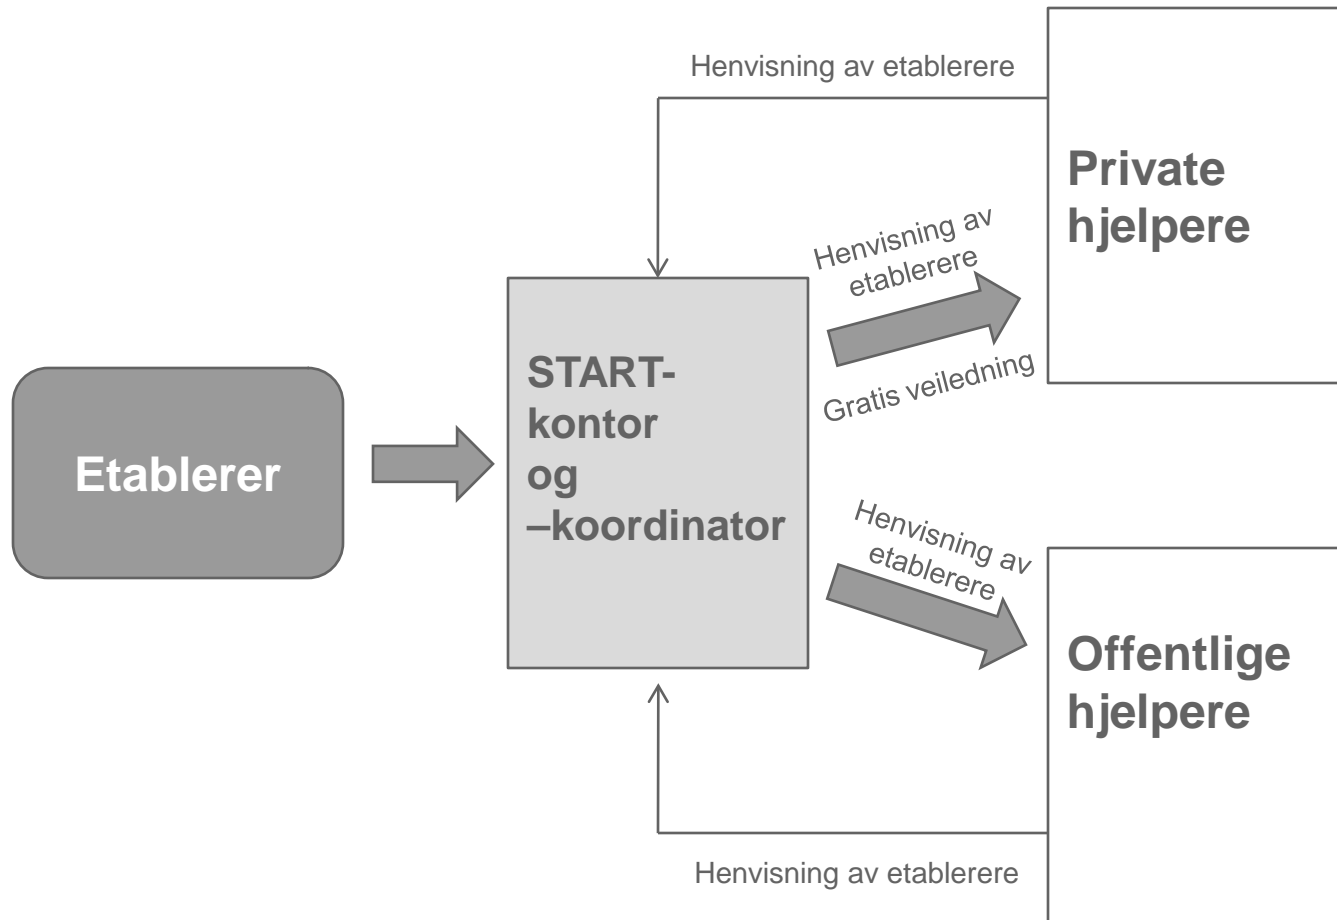 Henvisning av etablerere
Private
hjelpere
Henvisning av
etablerere
Gratis veiledning
START-
kontor
og
–koordinator
Etablerer
Henvisning av
etablerere
Offentlige
hjelpere
Henvisning av etablerere